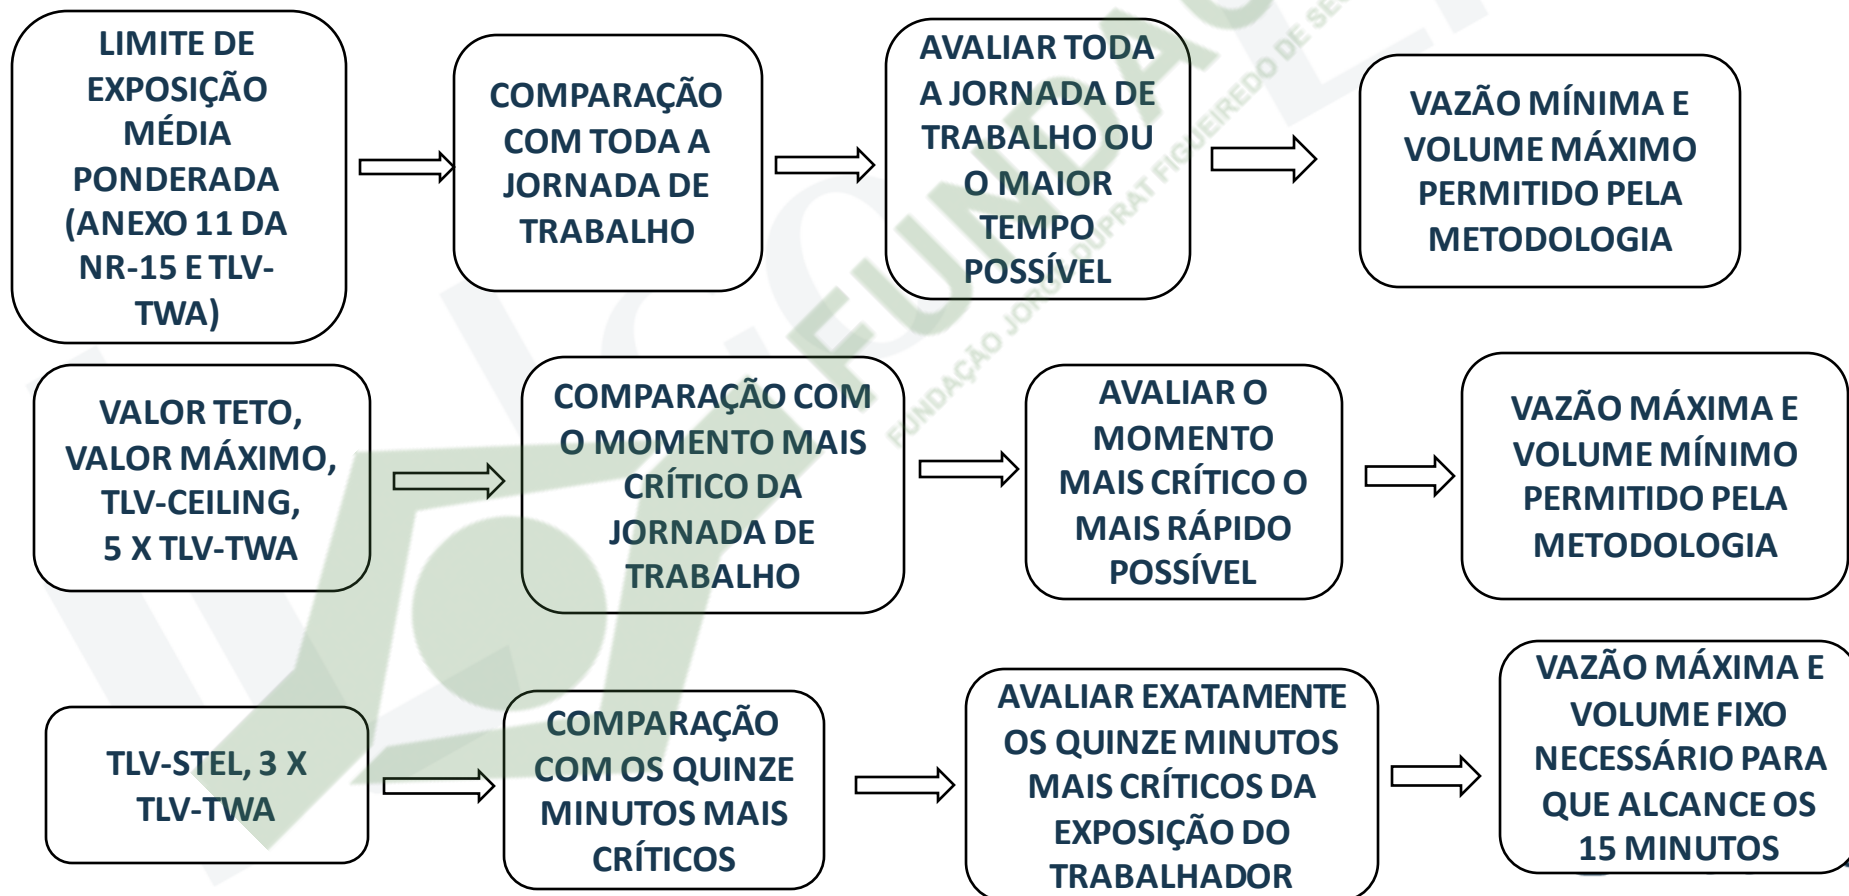 LIMITE DE
EXPOSIÇÃO
MÉDIA
PONDERADA
(ANEXO 11 DA
NR-15 E TLV-
TWA)
COMPARAÇÃO
COM TODA A
JORNADA DE
TRABALHO
AVALIAR TODA
A JORNADA DE
TRABALHO OU
O MAIOR
TEMPO
POSSÍVEL
VAZÃO MÍNIMA E
VOLUME MÁXIMO
PERMITIDO PELA
METODOLOGIA
VALOR TETO,
VALOR MÁXIMO,
TLV-CEILING,
5 X TLV-TWA
COMPARAÇÃO COM
O MOMENTO MAIS
CRÍTICO DA
JORNADA DE
TRABALHO
AVALIAR O
MOMENTO
MAIS CRÍTICO O
MAIS RÁPIDO
POSSÍVEL
VAZÃO MÁXIMA E
VOLUME MÍNIMO
PERMITIDO PELA
METODOLOGIA
TLV-STEL, 3 X
TLV-TWA
COMPARAÇÃO
COM OS QUINZE
MINUTOS MAIS
CRÍTICOS
AVALIAR EXATAMENTE
OS QUINZE MINUTOS
MAIS CRÍTICOS DA
EXPOSIÇÃO DO
TRABALHADOR
VAZÃO MÁXIMA E
VOLUME FIXO
NECESSÁRIO PARA
QUE ALCANCE OS
15 MINUTOS
FUNDAÇÃO DUPRAT FIGUEIREDO DE